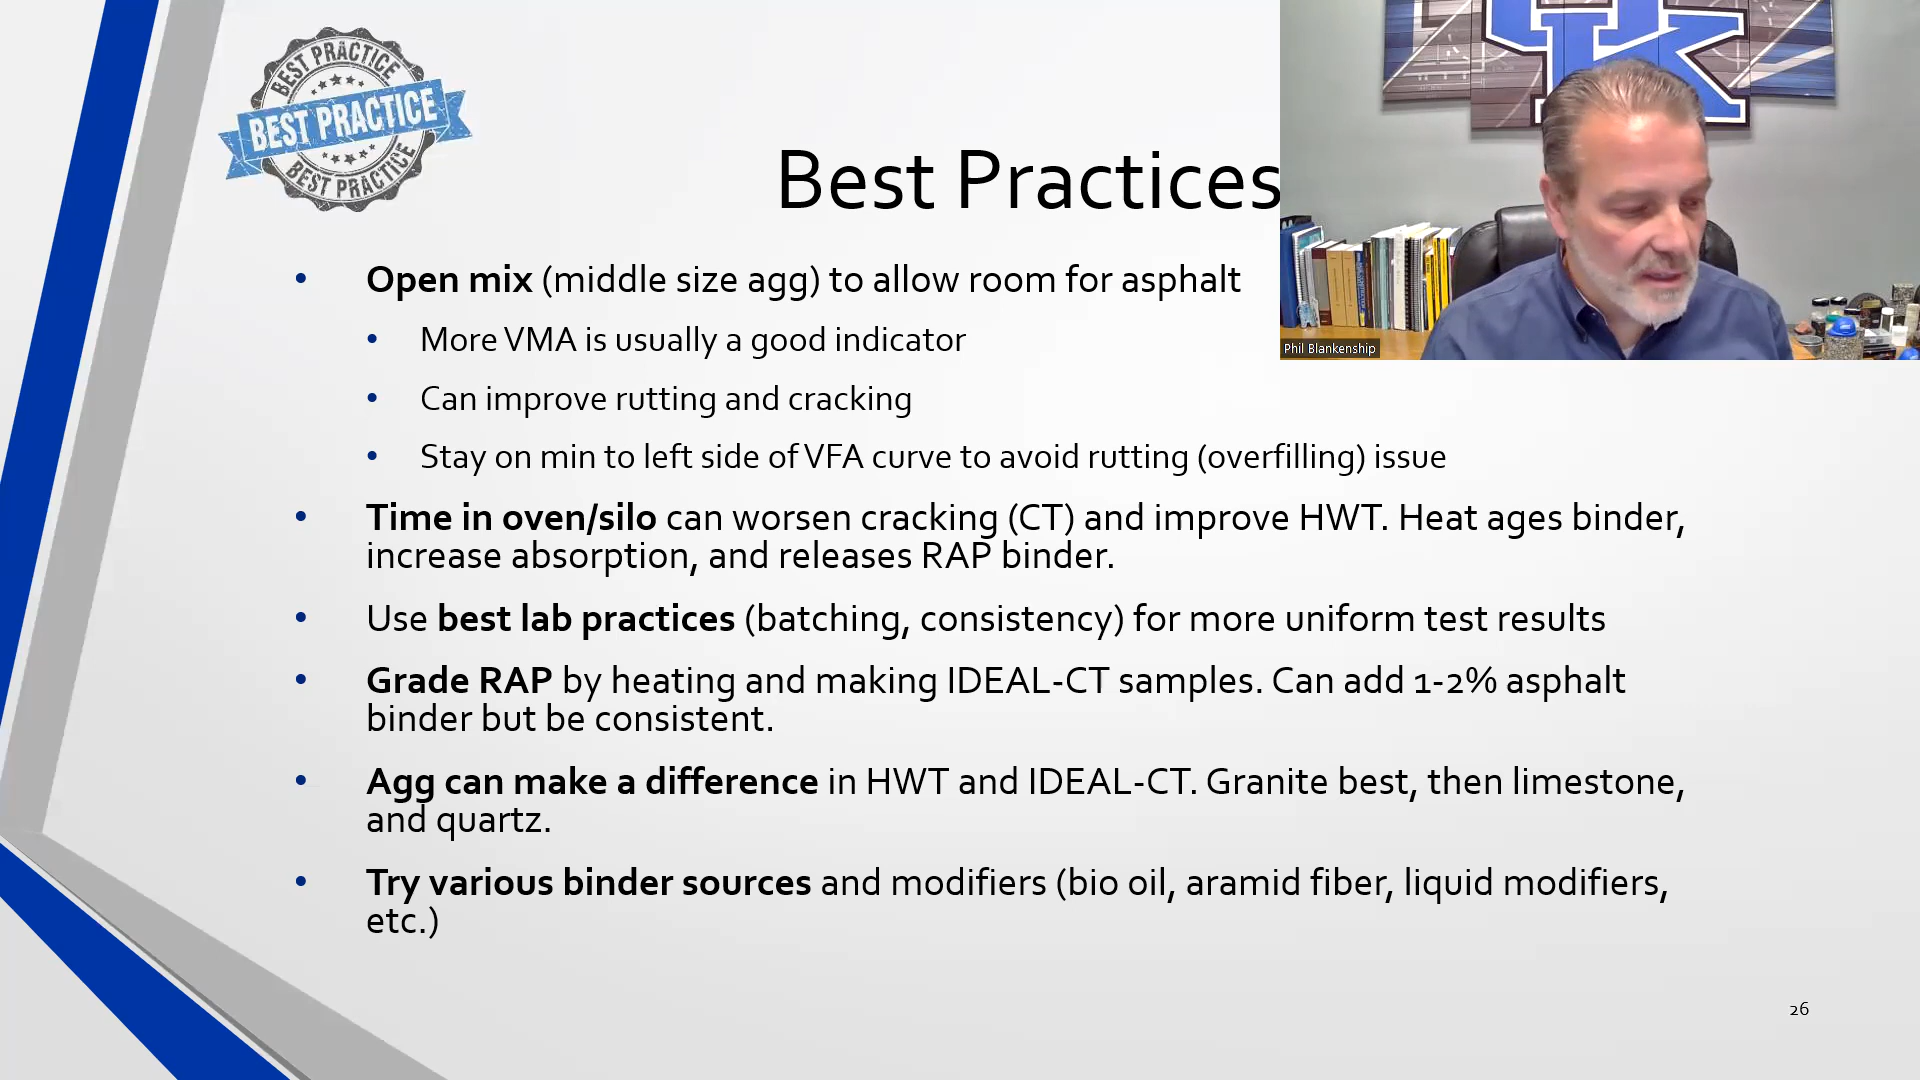 BEST PRACTICE
BEST PRACTICE
BEST PRACTICE
Best Practices
UK
Phil Blankenship
• Open mix (middle size agg) to allow room for asphalt
• More VMA is usually a good indicator
• Can improve rutting and cracking
• Stay on min to left side of VFA curve to avoid rutting (overfilling) issue
• Time in oven/silo can worsen cracking (CT) and improve HWT. Heat ages binder,
increase absorption, and releases RAP binder.
• Use best lab practices (batching, consistency) for more uniform test results
• Grade RAP by heating and making IDEAL-CT samples. Can add 1-2% asphalt
binder but be consistent.
• Agg can make a difference in HWT and IDEAL-CT. Granite best, then limestone,
and quartz.
• Try various binder sources and modifiers (bio oil, aramid fiber, liquid modifiers,
etc.)
26